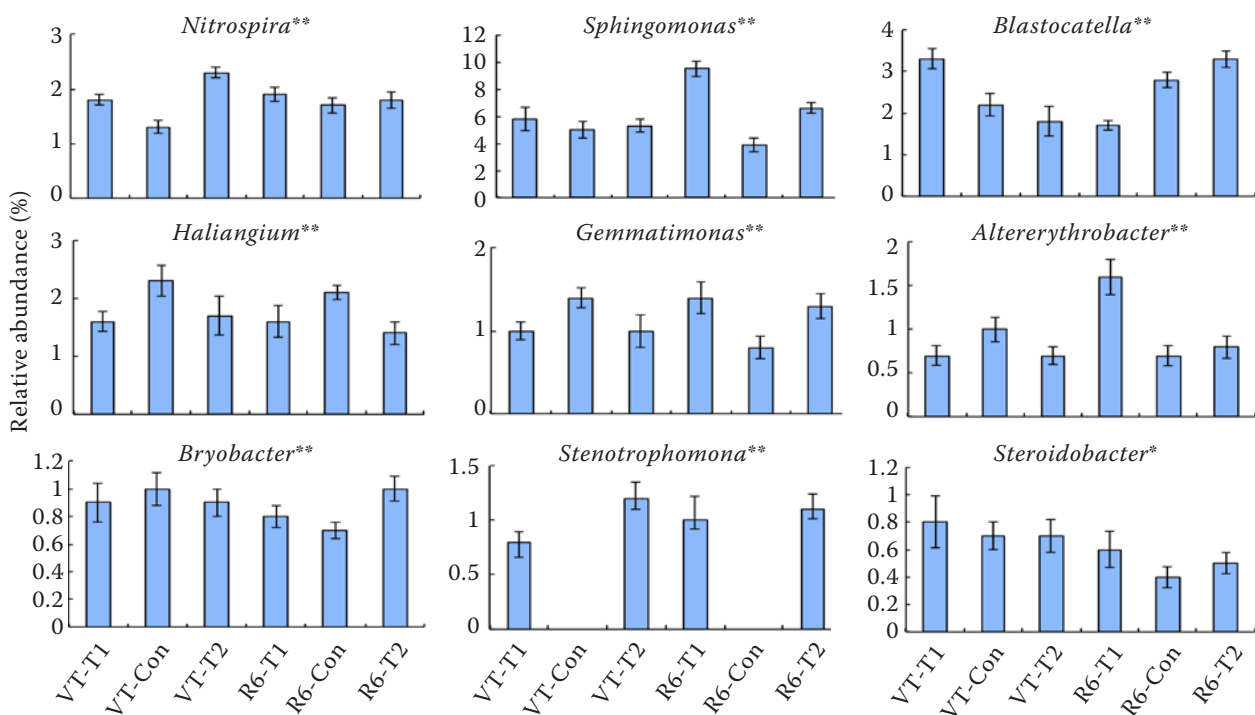 Relative abundance (%)
Nitrospira**
3
2
1
0
Sphingomonas**
12
10
8
6
4
2
0
Blastocatella**
4
3
2
1
0
Haliangium**
3
2
1
0
Gemmatimonas**
2
1
0
Altererythrobacter**
2
1.5
1
0.5
0
Bryobacter**
1.2
1
0.8
0.6
0.4
0.2
0
VT-T1
VT-Con
VT-T2
R6-T1
R6-Con
R6-T2
Stenotrophomona**
1.5
1
0.5
0
VT-T1
VT-Con
VT-T2
R6-T1
R6-Con
R6-T2
Steroidobacter*
1.2
1
0.8
0.6
0.4
0.2
0
VT-T1
VT-Con
VT-T2
R6-T1
R6-Con
R6-T2